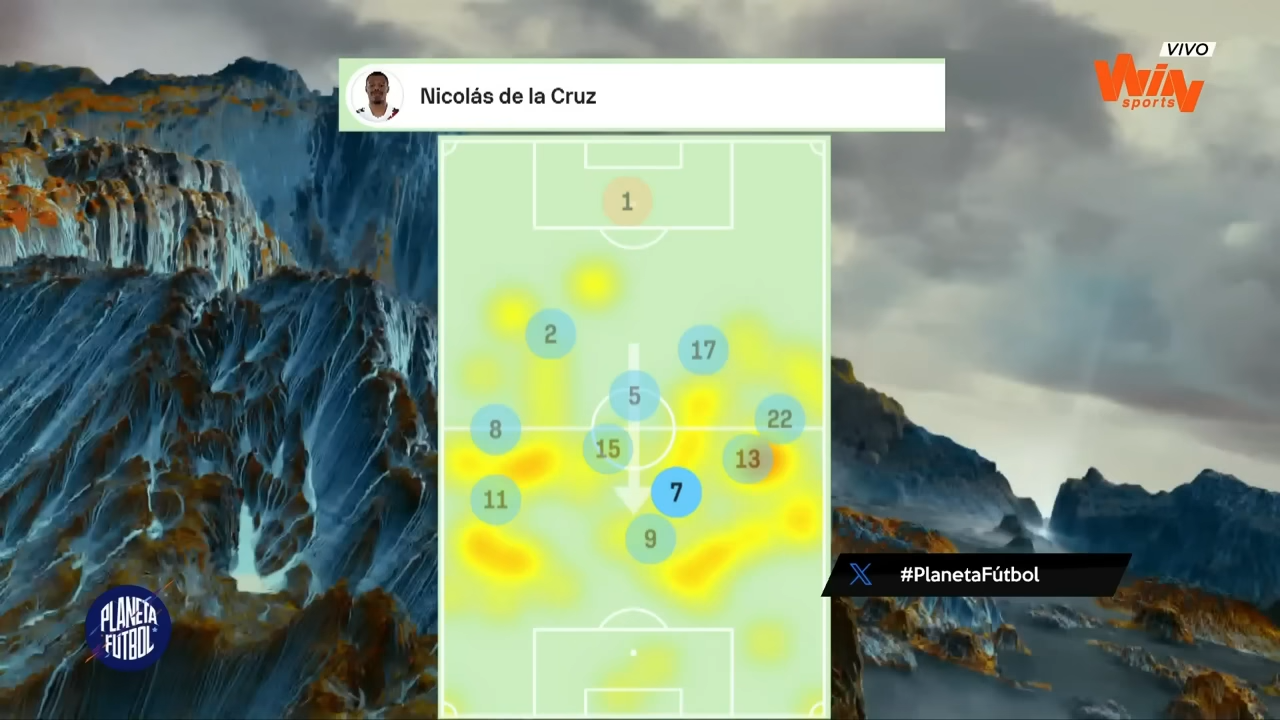 VIVO
WIN
sports
Nicolás de la Cruz
1
2
17
5
22
8
15
13
7
11
9
#PlanetaFútbol
PLANETA
FÚTBOL